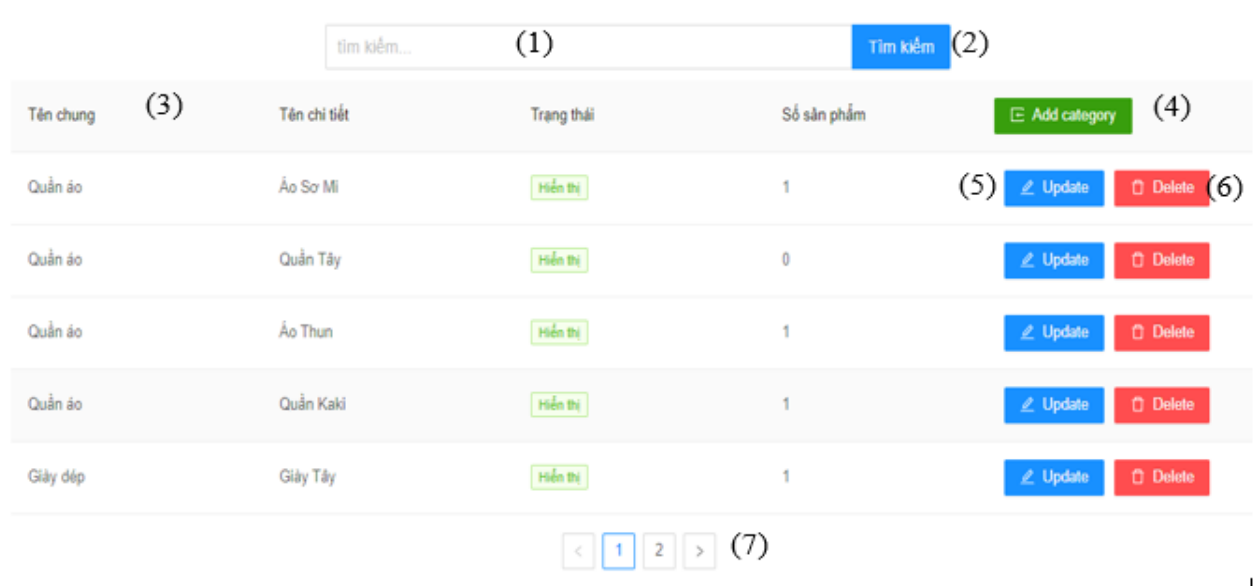 tìm kiếm... (1) Tìm kiếm (2)
Tên chung (3) Tên chi tiết Trạng thái Số sản phẩm Add category (4)
Quần áo Áo Sơ Mi Hiển thị 1 (5) Update Delete (6)
Quần áo Quần Tây Hiển thị 0 Update Delete
Quần áo Áo Thun Hiển thị 1 Update Delete
Quần áo Quần Kaki Hiển thị 1 Update Delete
Giày dép Giày Tây Hiển thị 1 Update Delete
< 1 2 > (7)